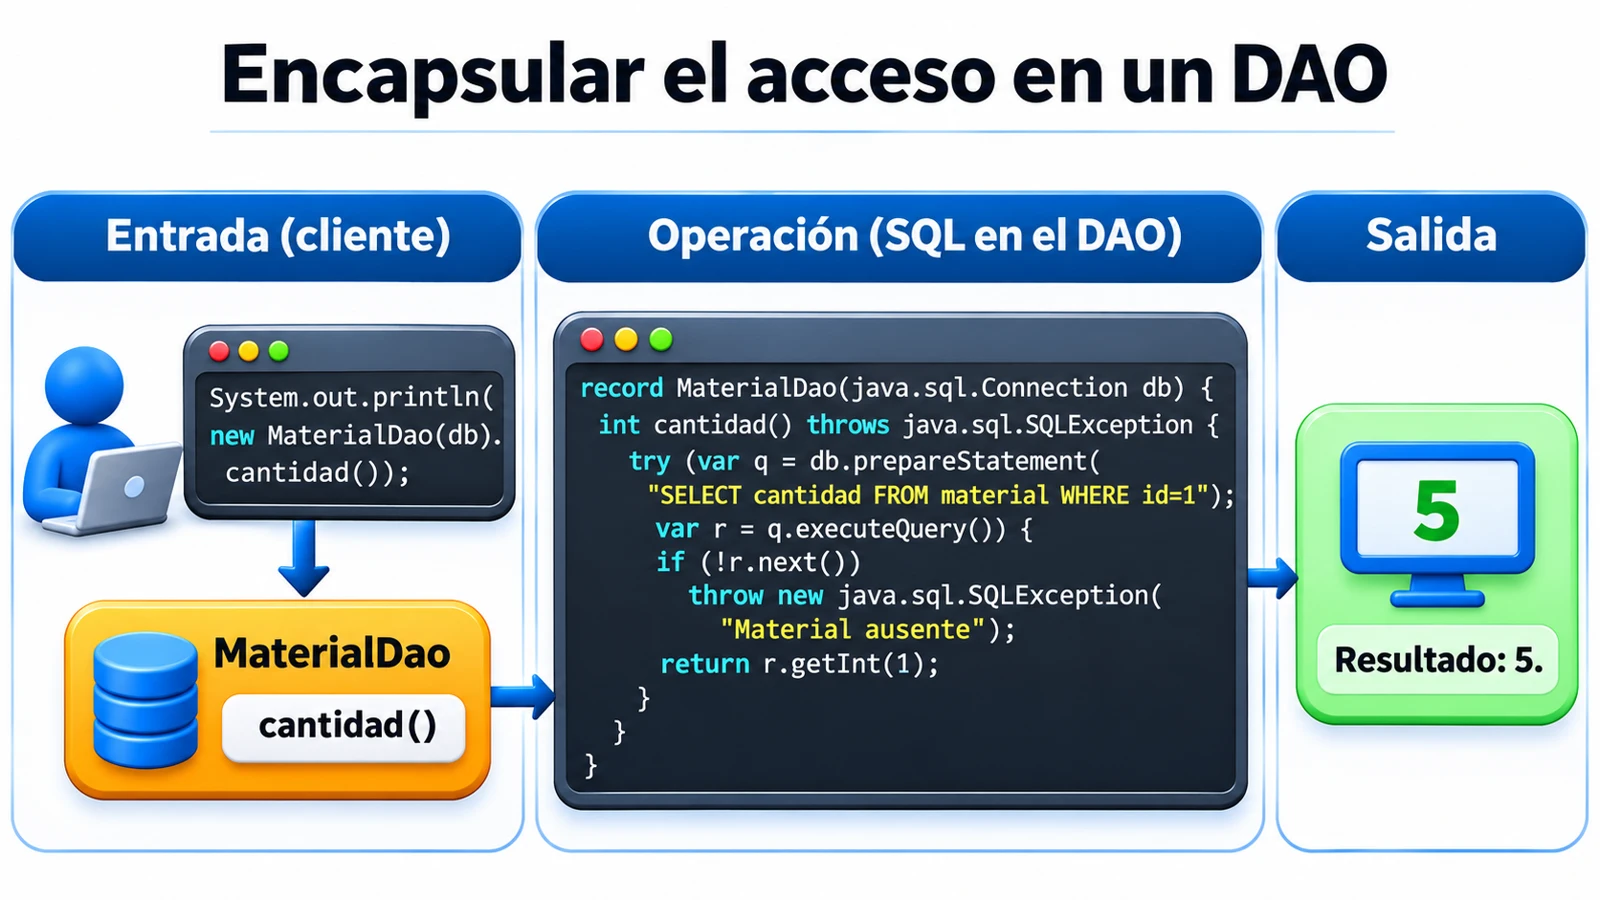 Encapsular el acceso en un DAO
Entrada (cliente)
System.out.println(
new MaterialDao(db).
cantidad());
MaterialDao
cantidad()
Operación (SQL en el DAO)
record MaterialDao(java.sql.Connection db) {
int cantidad() throws java.sql.SQLException {
try (var q = db.prepareStatement(
"SELECT cantidad FROM material WHERE id=1");
var r = q.executeQuery()) {
if (!r.next())
throw new java.sql.SQLException(
"Material ausente");
return r.getInt(1);
}
}
}
Salida
5
Resultado: 5.